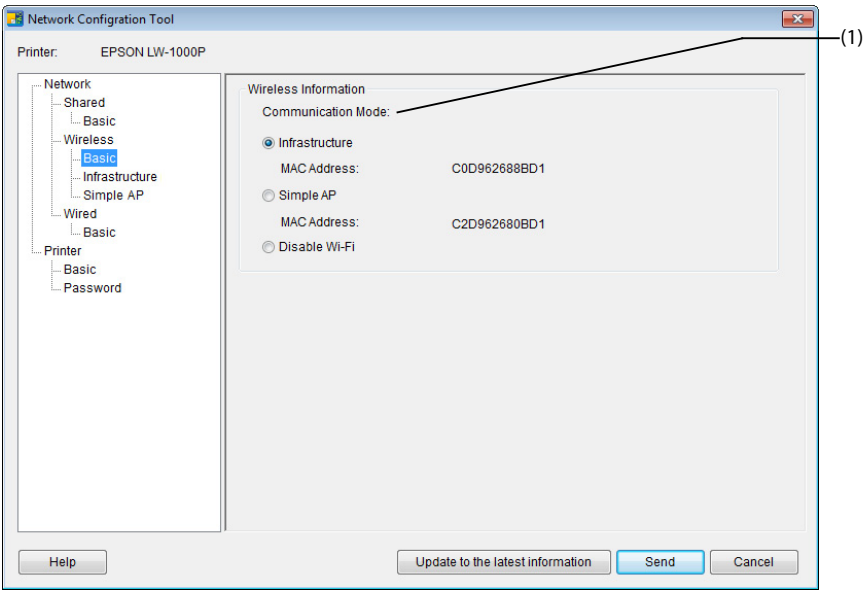 Network Configration Tool
Printer: EPSON LW-1000P
(1)
Network
Shared
Basic
Wireless
Basic
Infrastructure
Simple AP
Wired
Basic
Printer
Basic
Password
Wireless Information
Communication Mode:
Infrastructure
MAC Address: C0D962688BD1
Simple AP
MAC Address: C2D962680BD1
Disable Wi-Fi
Help
Update to the latest information
Send
Cancel